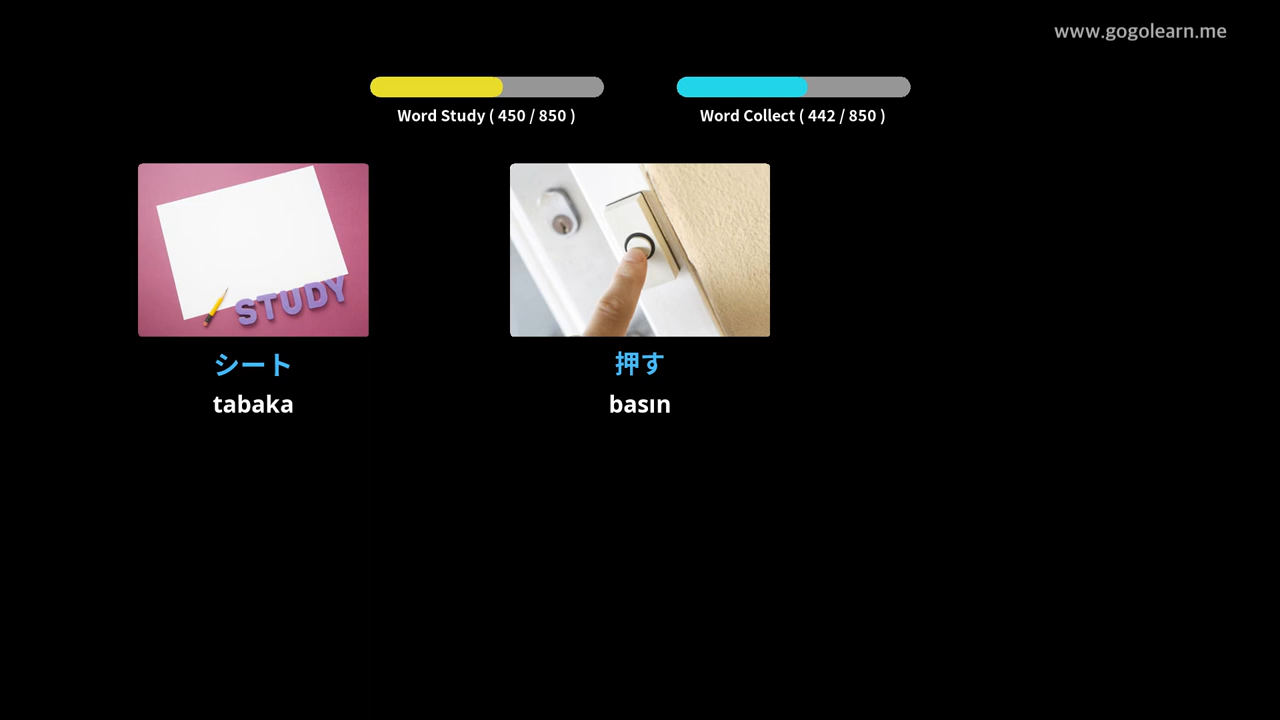 www.gogolearn.me
Word Study ( 450 / 850 )
Word Collect ( 442 / 850 )
STUDY
シート
tabaka
押す
basın